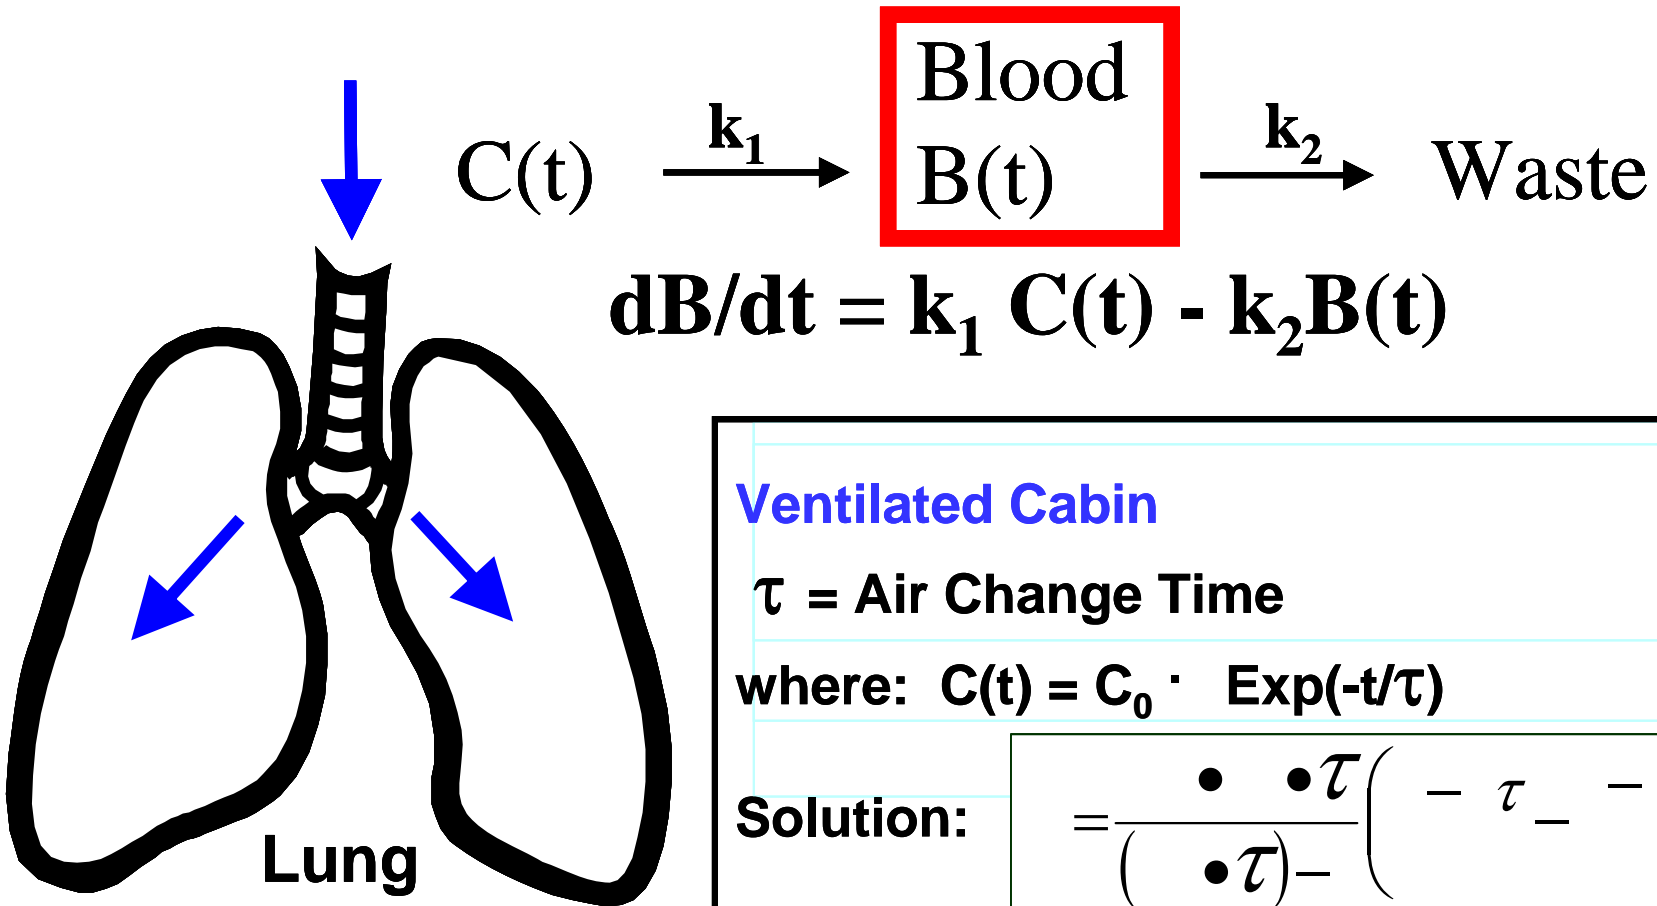 Blood
C(t) k₁ B(t) k₂ Waste
dB/dt = k₁ C(t) - k₂B(t)
Ventilated Cabin
τ = Air Change Time
where: C(t) = C₀ · Exp(-t/τ)
Solution: = • • τ ( − τ − −
( • τ) −
Lung